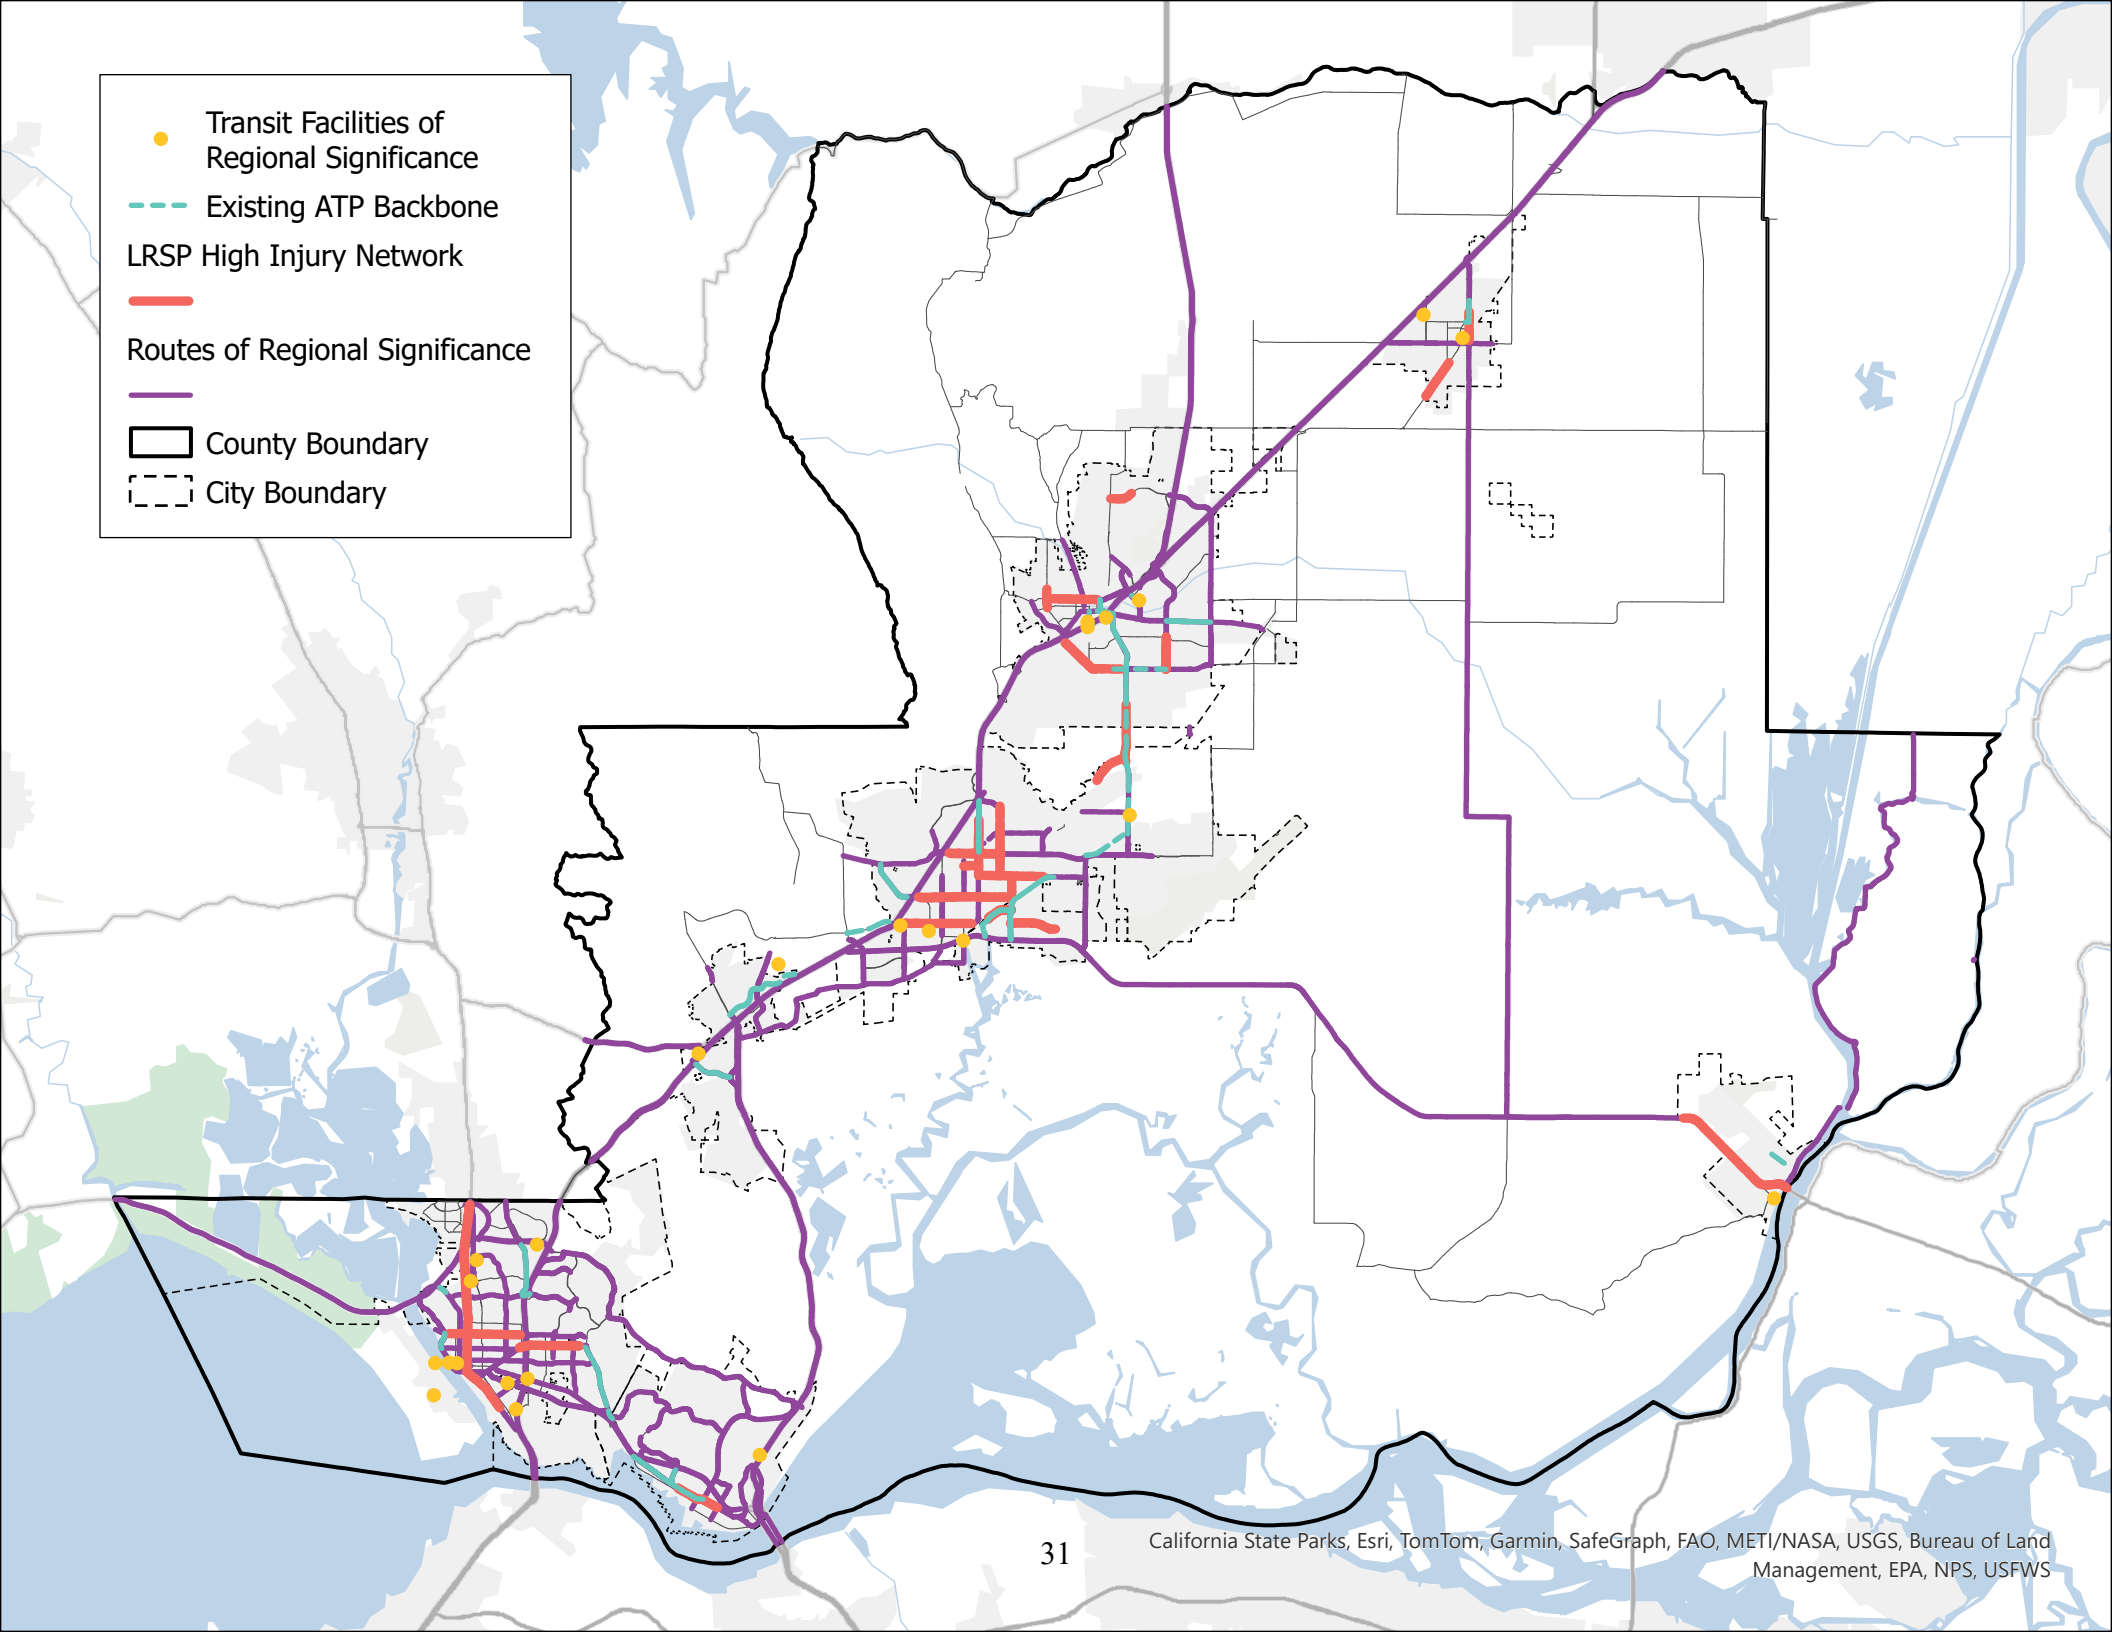 Transit Facilities of
Regional Significance
Existing ATP Backbone
LRSP High Injury Network
Routes of Regional Significance
County Boundary
City Boundary
31
California State Parks, Esri, TomTom, Garmin, SafeGraph, FAO, METI/NASA, USGS, Bureau of Land
Management, EPA, NPS, USFWS